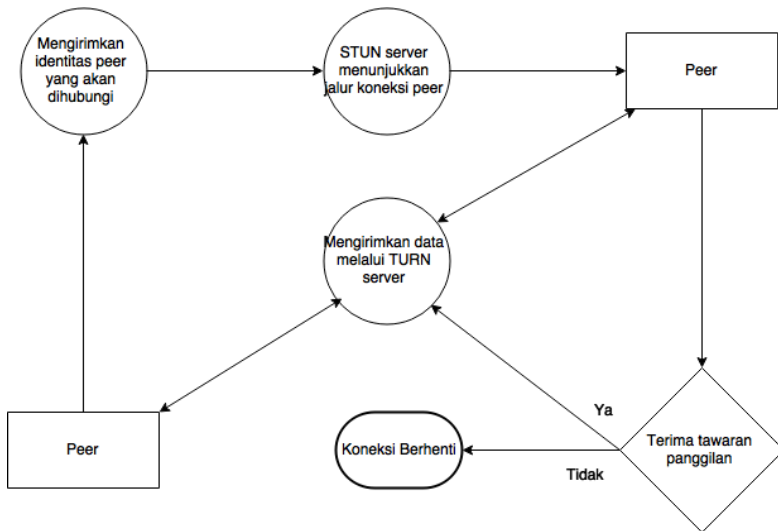 Mengirimkan
identitas peer
yang akan
dihubungi
STUN server
menunjukkan
jalur koneksi peer
Peer
Mengirimkan data
melalui TURN
server
Ya
Peer
Koneksi Berhenti
Terima tawaran
panggilan
Tidak